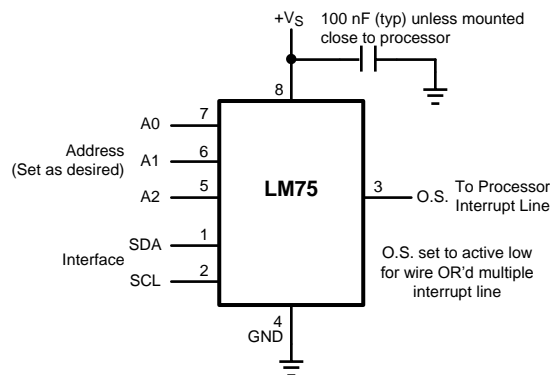 +VS
100 nF (typ) unless mounted
close to processor
8
7
A0
Address
(Set as desired)
6
A1
5
A2
LM75
3
O.S.
To Processor
Interrupt Line
1
SDA
Interface
2
SCL
O.S. set to active low
for wire OR'd multiple
interrupt line
4
GND